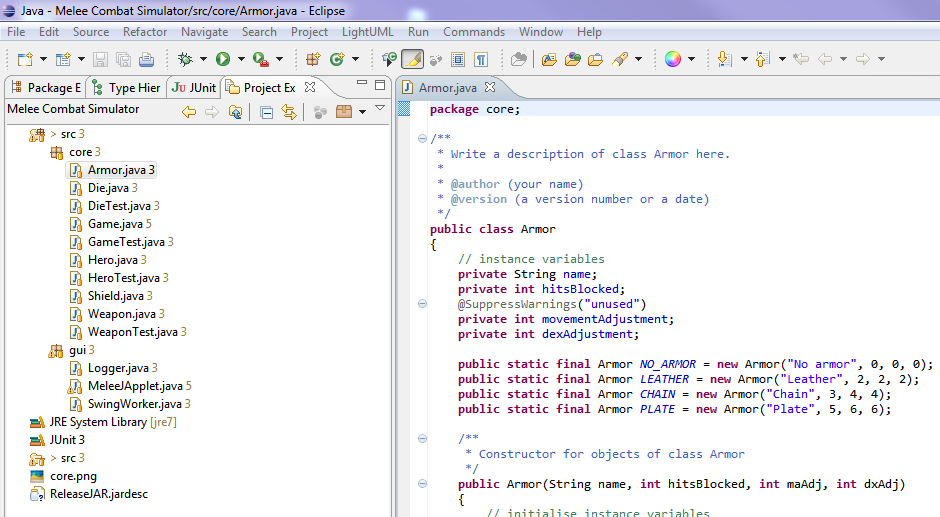 Java - Melee Combat Simulator/src/core/Armor.java - Eclipse
File Edit Source Refactor Navigate Search Project LightUML Run Commands Window Help
Package E Type Hier JUnit Project Ex
Melee Combat Simulator
> src 3
core 3
Armor.java 3
Die.java 3
DieTest.java 3
Game.java 5
GameTest.java 3
Hero.java 3
HeroTest.java 3
Shield.java 3
Weapon.java 3
WeaponTest.java 3
gui 3
Logger.java 3
MeleeJApplet.java 5
SwingWorker.java 3
JRE System Library [jre7]
JUnit 3
> src 3
core.png
ReleaseJAR.jardesc
Armor.java
package core;
/**
* Write a description of class Armor here.
*
* @author (your name)
* @version (a version number or a date)
*/
public class Armor
{
// instance variables
private String name;
private int hitsBlocked;
@SuppressWarnings("unused")
private int movementAdjustment;
private int dexAdjustment;
public static final Armor NO_ARMOR = new Armor("No armor", 0, 0, 0);
public static final Armor LEATHER = new Armor("Leather", 2, 2, 2);
public static final Armor CHAIN = new Armor("Chain", 3, 4, 4);
public static final Armor PLATE = new Armor("Plate", 5, 6, 6);
/**
* Constructor for objects of class Armor
*/
public Armor(String name, int hitsBlocked, int maAdj, int dxAdj)
{
// initialise instance variables